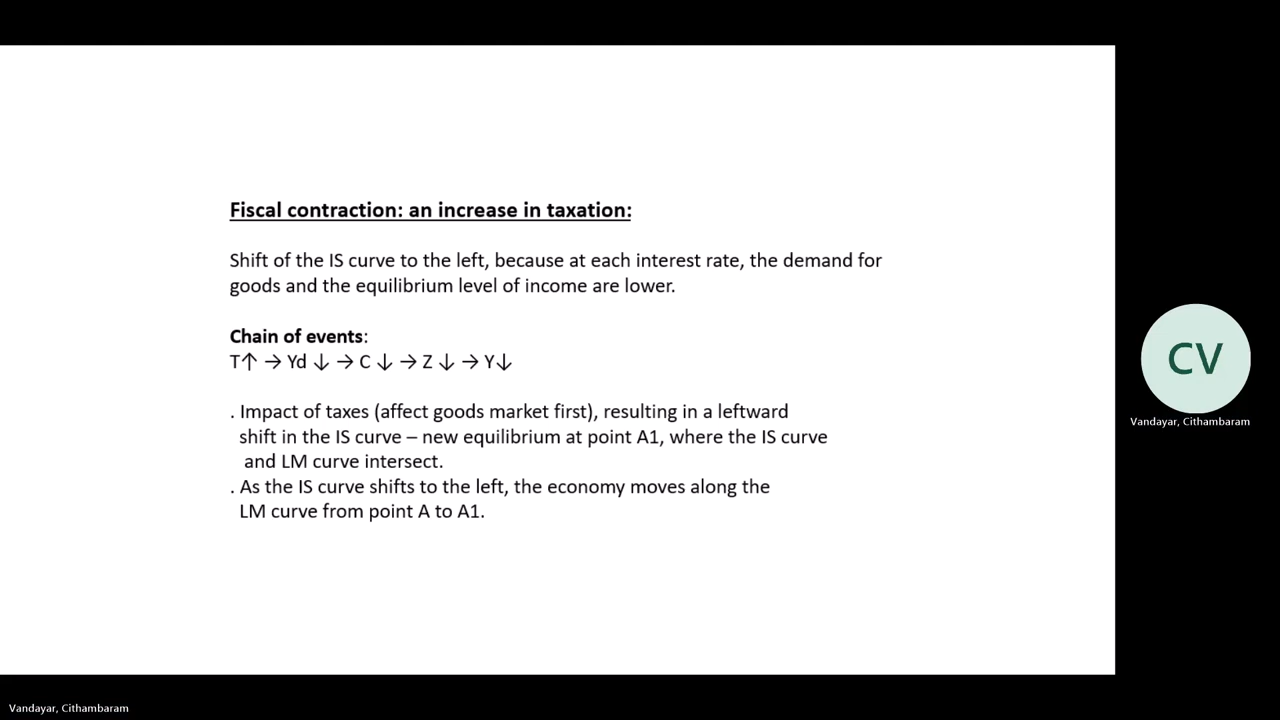 Fiscal contraction: an increase in taxation:
Shift of the IS curve to the left, because at each interest rate, the demand for
goods and the equilibrium level of income are lower.
Chain of events:
T↑ → Yd ↓ → C ↓ → Z ↓ → Y↓
. Impact of taxes (affect goods market first), resulting in a leftward
shift in the IS curve – new equilibrium at point A1, where the IS curve
and LM curve intersect.
. As the IS curve shifts to the left, the economy moves along the
LM curve from point A to A1.
CV
Vandayar, Cithambaram
Vandayar, Cithambaram